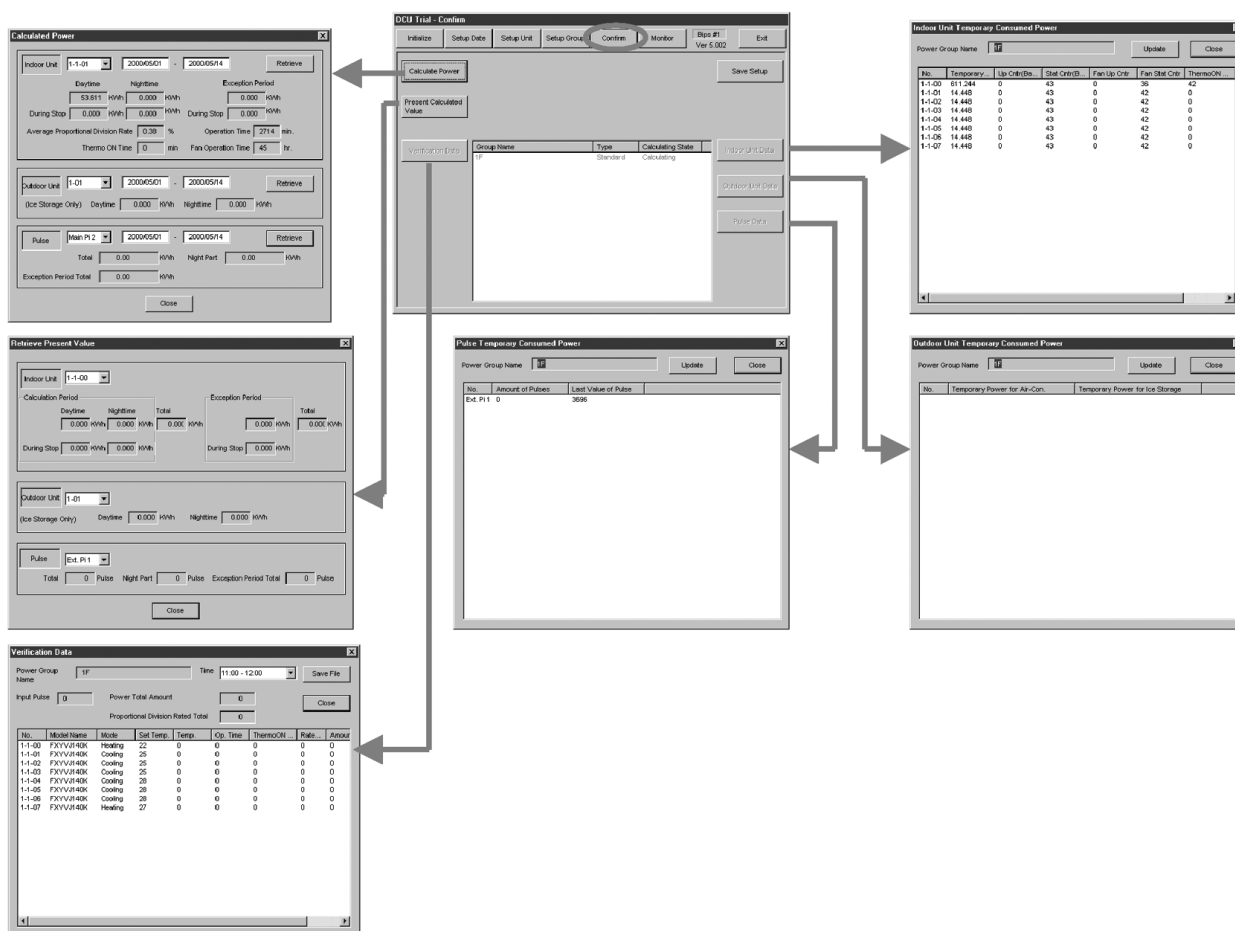 DCU Trial - Confirm
Initialize Setup Date Setup Unit Setup Group Confirm Monitor Bips #1 Ver 5.002 Exit
Calculate Power Save Setup
Present Calculated Value
Verification Data Group Name Type Calculating State Indoor Unit Data
1F Standard Calculating
Outdoor Unit Data
Pulse Data
Calculated Power
Indoor Unit 1-1-01 2000/05/01 - 2000/05/14 Retrieve
Daytime Nighttime Exception Period
53.611 KWh 0.000 KWh 0.000 KWh
During Stop 0.000 KWh 0.000 KWh During Stop 0.000 KWh
Average Proportional Division Rate 0.38 % Operation Time 2714 min.
Thermo ON Time 0 min Fan Operation Time 45 hr.
Outdoor Unit 1-01 2000/05/01 - 2000/05/14 Retrieve
(Ice Storage Only) Daytime 0.000 KWh Nighttime 0.000 KWh
Pulse Main Pi 2 2000/05/01 - 2000/05/14 Retrieve
Total 0.00 KWh Night Part 0.00 KWh
Exception Period Total 0.00 KWh
Close
Indoor Unit Temporary Consumed Power
Power Group Name 1F Update Close
No. Temporary... Up Cntr(Ba... Stat Cntr(B... Fan Up Cntr Fan Stat Cntr ThermoON ...
1-1-00 611.244 0 43 0 36 42
1-1-01 14.448 0 43 0 42 0
1-1-02 14.448 0 43 0 42 0
1-1-03 14.448 0 43 0 42 0
1-1-04 14.448 0 43 0 42 0
1-1-05 14.448 0 43 0 42 0
1-1-06 14.448 0 43 0 42 0
1-1-07 14.448 0 43 0 42 0
Retrieve Present Value
Indoor Unit 1-1-00
Calculation Period Exception Period
Daytime Nighttime Total Total
0.000 KWh 0.000 KWh 0.000 KWh 0.000 KWh 0.000 KWh
During Stop 0.000 KWh 0.000 KWh During Stop 0.000 KWh
Outdoor Unit 1-01
(Ice Storage Only) Daytime 0.000 KWh Nighttime 0.000 KWh
Pulse Ext. Pi 1
Total 0 Pulse Night Part 0 Pulse Exception Period Total 0 Pulse
Close
Pulse Temporary Consumed Power
Power Group Name 1F Update Close
No. Amount of Pulses Last Value of Pulse
Ext. Pi 1 0 3696
Outdoor Unit Temporary Consumed Power
Power Group Name 1F Update Close
No. Temporary Power for Air-Con. Temporary Power for Ice Storage
Verification Data
Power Group Name 1F Time 11:00 - 12:00 Save File
Input Pulse 0 Power Total Amount 0 Close
Proportional Division Rated Total 0
No. Model Name Mode Set Temp. Temp. Op. Time ThermoON ... Rate... Amour
1-1-00 FXYVJ140K Heating 22 0 0 0 0 0
1-1-01 FXYVJ140K Cooling 25 0 0 0 0 0
1-1-02 FXYVJ140K Cooling 25 0 0 0 0 0
1-1-03 FXYVJ140K Cooling 25 0 0 0 0 0
1-1-04 FXYVJ140K Cooling 28 0 0 0 0 0
1-1-05 FXYVJ140K Cooling 28 0 0 0 0 0
1-1-06 FXYVJ140K Cooling 28 0 0 0 0 0
1-1-07 FXYVJ140K Heating 27 0 0 0 0 0